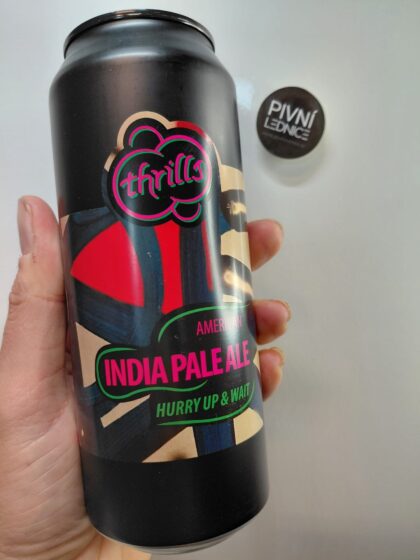 PIVNÍ
LEDNICE
thrills
AMERICAN
INDIA PALE ALE
HURRY UP & WAIT